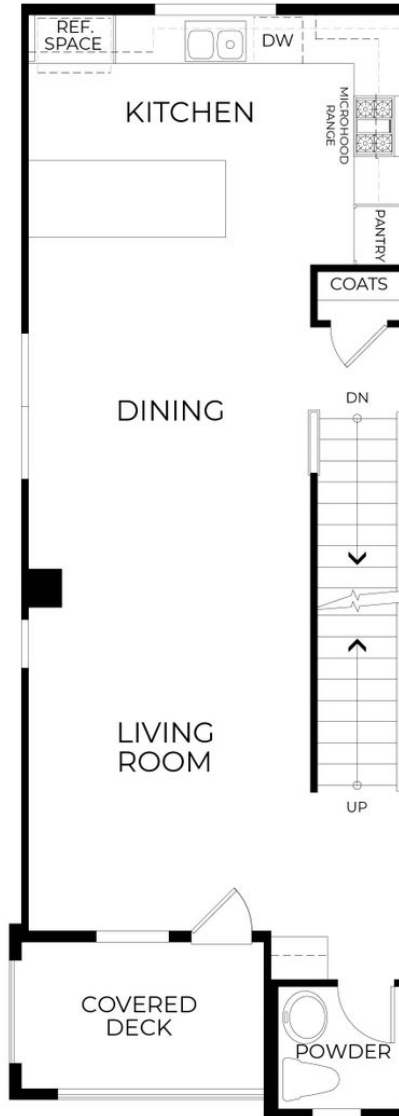 REF.
SPACE
DW
KITCHEN
MICROHOOD
RANGE
PANTRY
COATS
DN
DINING
LIVING
ROOM
UP
COVERED
DECK
POWDER